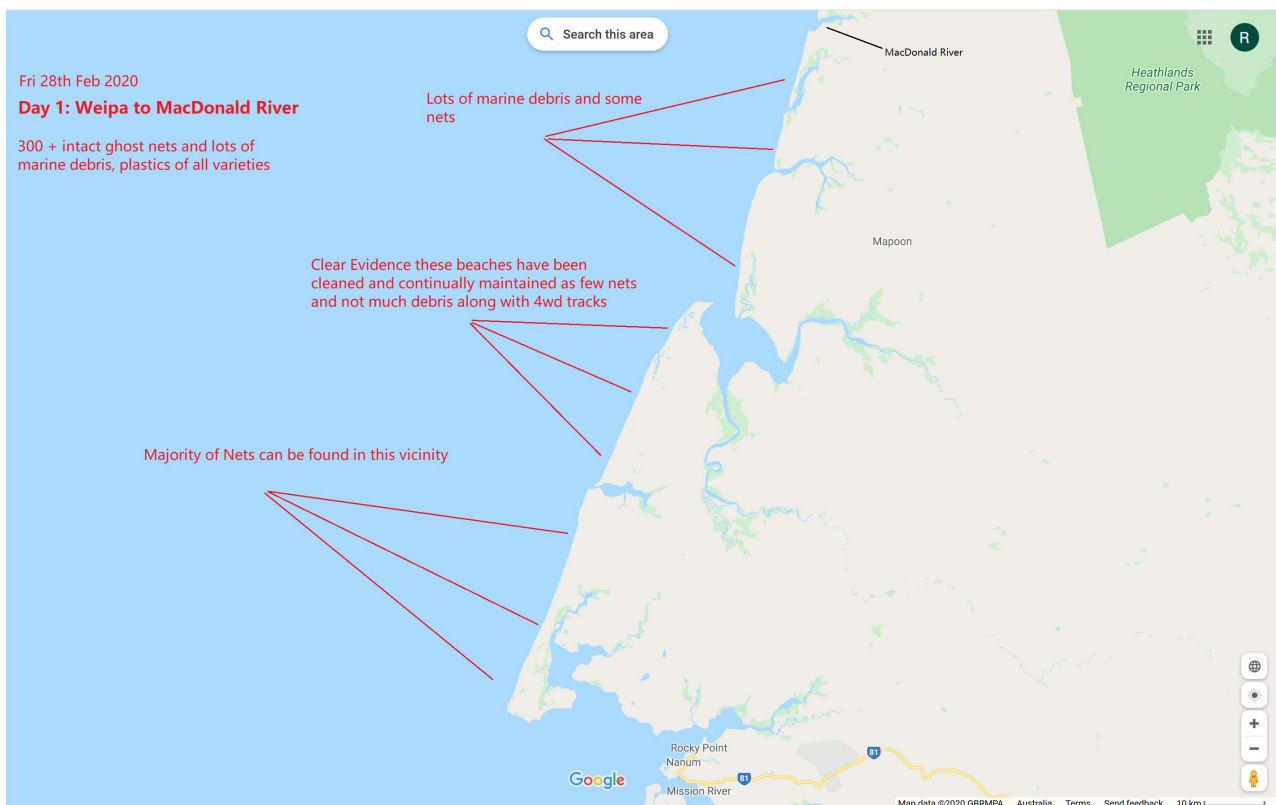 Search this area
R
MacDonald River
Heathlands
Regional Park
Fri 28th Feb 2020
Day 1: Weipa to MacDonald River
300 + intact ghost nets and lots of
marine debris, plastics of all varieties
Lots of marine debris and some
nets
Mapoon
Clear Evidence these beaches have been
cleaned and continually maintained as few nets
and not much debris along with 4wd tracks
Majority of Nets can be found in this vicinity
Rocky Point
Nanum
81
81
Google
Mission River
Map data ©2020 GBRMPA Australia Terms Send feedback 10 km